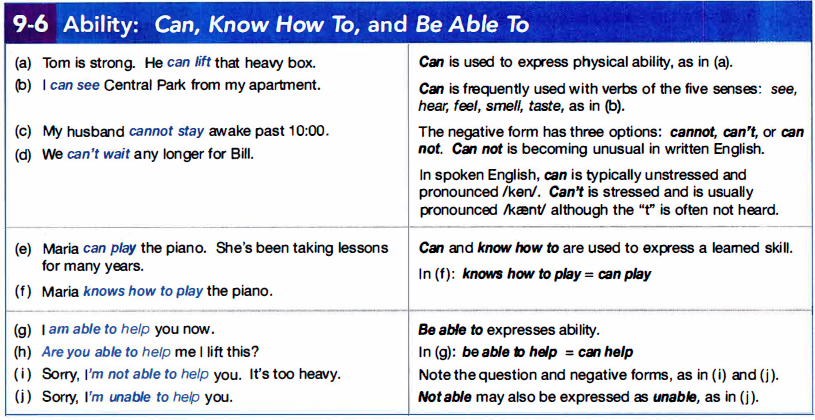 9-6 Ability: Can, Know How To, and Be Able To
(a) Tom is strong. He can lift that heavy box.
(b) I can see Central Park from my apartment.
(c) My husband cannot stay awake past 10:00.
(d) We can't wait any longer for Bill.
Can is used to express physical ability, as in (a).
Can is frequently used with verbs of the five senses: see,
hear, feel, smell, taste, as in (b).
The negative form has three options: cannot, can't, or can
not. Can not is becoming unusual in written English.
In spoken English, can is typically unstressed and
pronounced /kən/. Can't is stressed and is usually
pronounced /kænt/ although the "t" is often not heard.
(e) Maria can play the piano. She's been taking lessons
for many years.
(f) Maria knows how to play the piano.
Can and know how to are used to express a learned skill.
In (f): knows how to play = can play
(g) I am able to help you now.
(h) Are you able to help me lift this?
(i) Sorry, I'm not able to help you. It's too heavy.
(j) Sorry, I'm unable to help you.
Be able to expresses ability.
In (g): be able to help = can help
Note the question and negative forms, as in (i) and (j).
Not able may also be expressed as unable, as in (j).